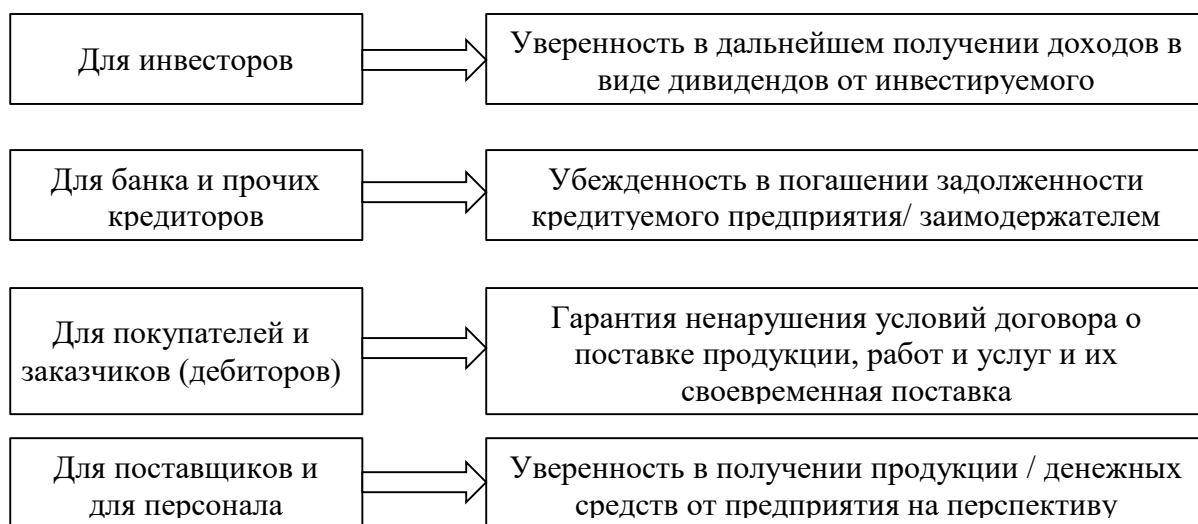 Для инвесторов
Уверенность в дальнейшем получении доходов в
виде дивидендов от инвестируемого
Для банка и прочих
кредиторов
Убежденность в погашении задолженности
кредитуемого предприятия/ заимодержателем
Для покупателей и
заказчиков (дебиторов)
Гарантия ненарушения условий договора о
поставке продукции, работ и услуг и их
своевременная поставка
Для поставщиков и
для персонала
Уверенность в получении продукции / денежных
средств от предприятия на перспективу